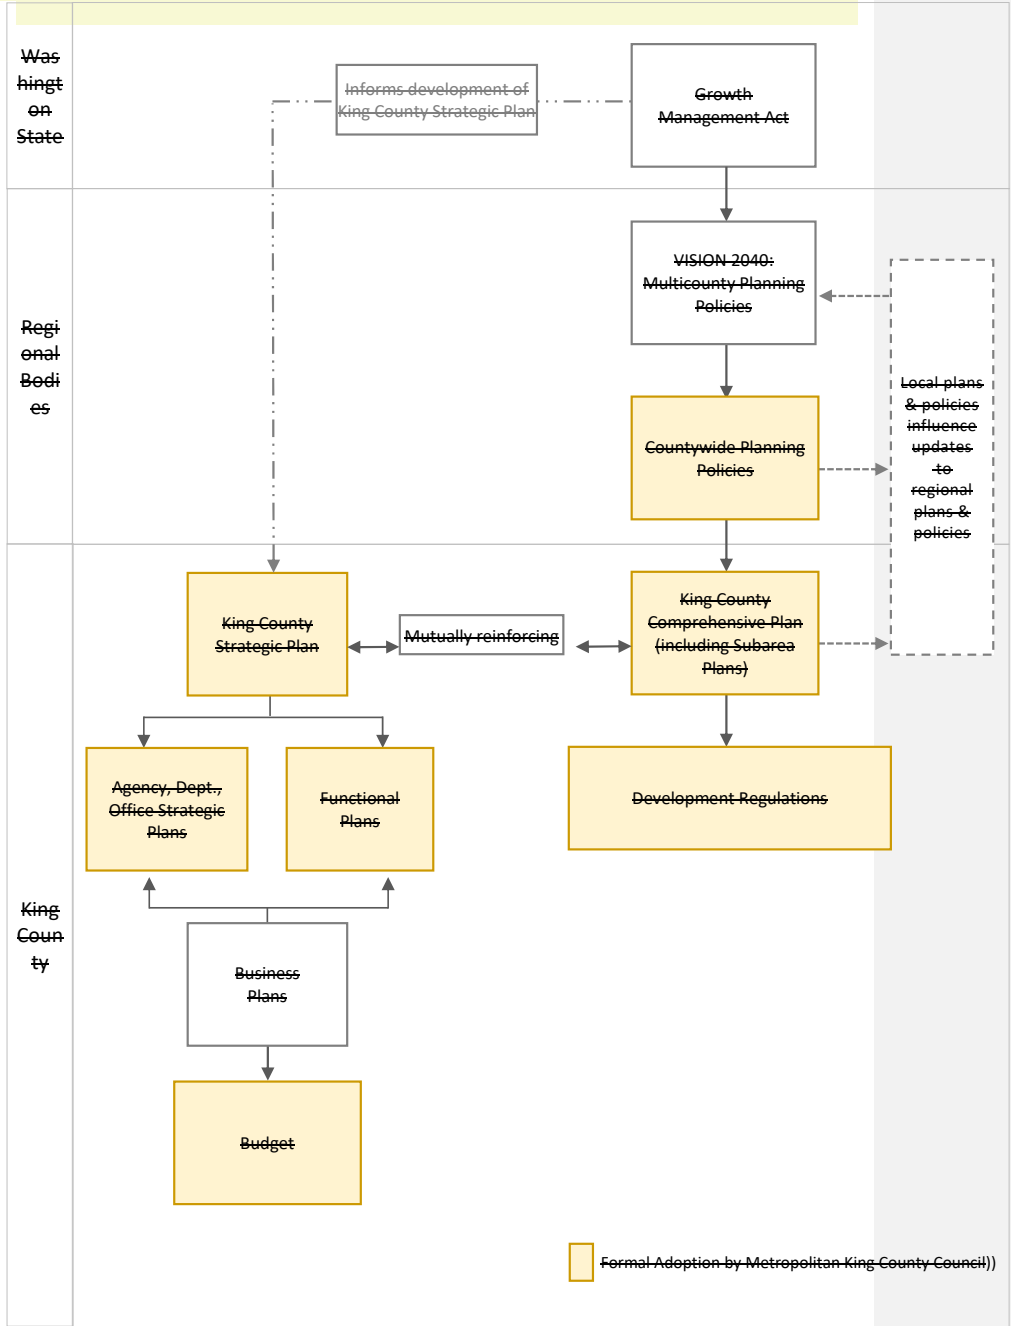 Was
hingt
on
State
Informs development of
King County Strategic Plan
Growth
Management Act
Regi
onal
Bodi
es
VISION 2040:
Multicounty Planning
Policies
Countywide Planning
Policies
Local plans
& policies
influence
updates
to
regional
plans &
policies
King
Coun
ty
King County
Strategic Plan
Mutually reinforcing
King County
Comprehensive Plan
(including Subarea
Plans)
Agency, Dept.,
Office Strategic
Plans
Functional
Plans
Development Regulations
Business
Plans
Budget
Formal Adoption by Metropolitan King County Council))